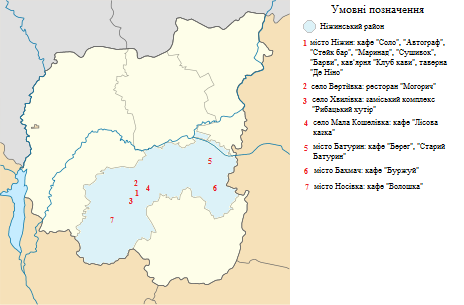 Умовні позначення
Ніжинський район
1 місто Ніжин: кафе "Соло", "Автограф",
"Стейк бар", "Маринад", "Сушивок",
"Барви", кав'ярня "Клуб кави", таверна
"Де Ніно"
2 село Вертіївка: ресторан "Могорич"
3 село Хвилівка: заміський комплекс
"Рибацький хутір"
4 село Мала Кошелівка: кафе "Лісова
казка"
5 місто Батурин: кафе "Берег", "Старий
Батурин"
6 місто Бахмач: кафе "Буржуй"
7 місто Носівка: кафе "Волошка"
5
2
1
4
3
6
7